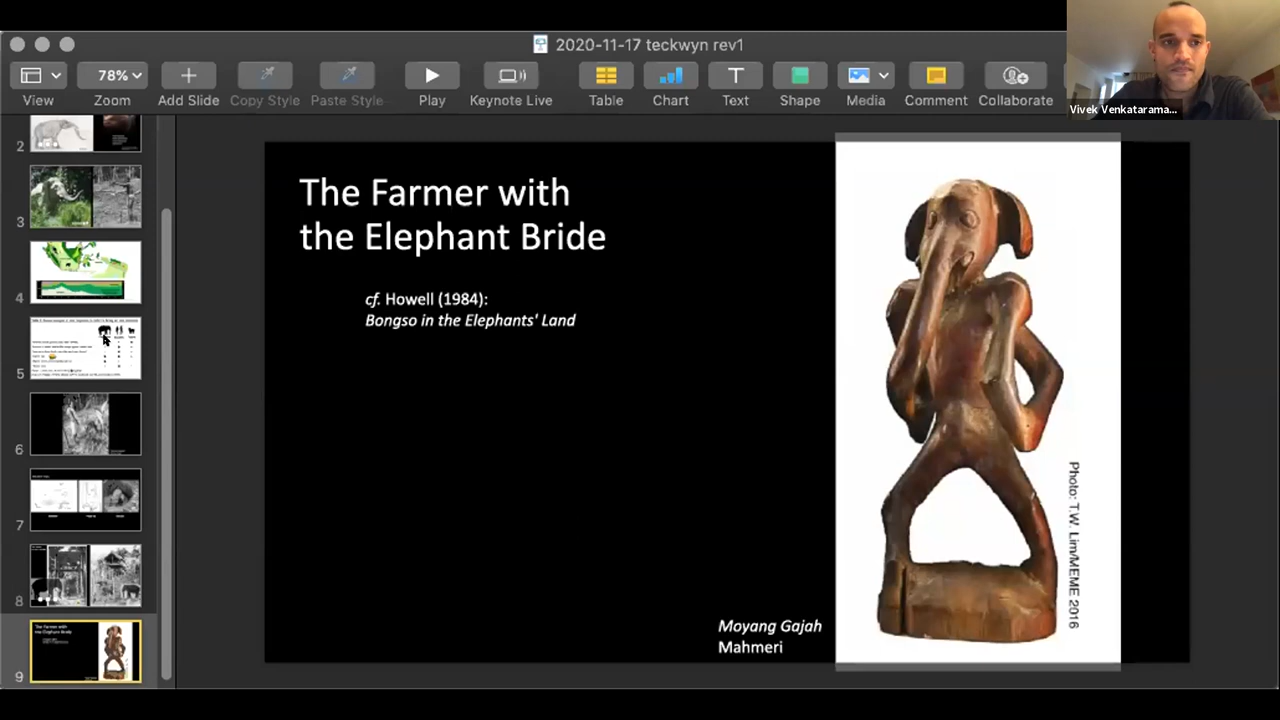 2020-11-17 teckwyn rev1
View
78%
Zoom
Add Slide
Copy Style
Paste Style
Play
Keynote Live
Table
Chart
Text
Shape
Media
Comment
Collaborate
Vivek Venkatarama...
2
3
4
5
6
7
8
9
The Farmer with
the Elephant Bride
cf. Howell (1984):
Bongso in the Elephants' Land
Moyang Gajah
Mahmeri
Photo: T.W. Lim/MEME 2016
The Farmer with
the Elephant Bride